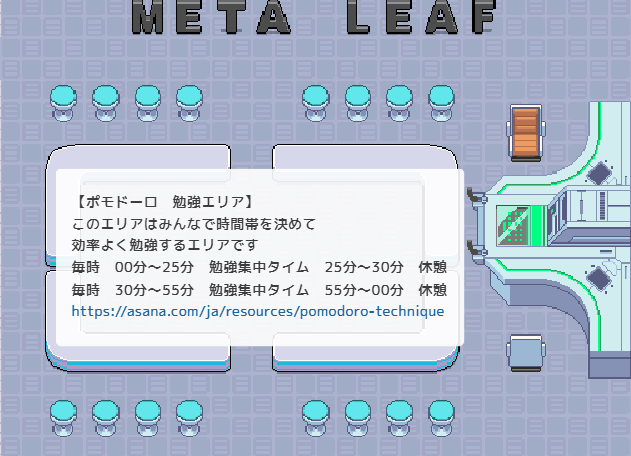 META LEAF
【ポモドーロ　勉強エリア】
このエリアはみんなで時間帯を決めて
効率よく勉強するエリアです
毎時　00分～25分　勉強集中タイム　25分～30分　休憩
毎時　30分～55分　勉強集中タイム　55分～00分　休憩
https://asana.com/ja/resources/pomodoro-technique